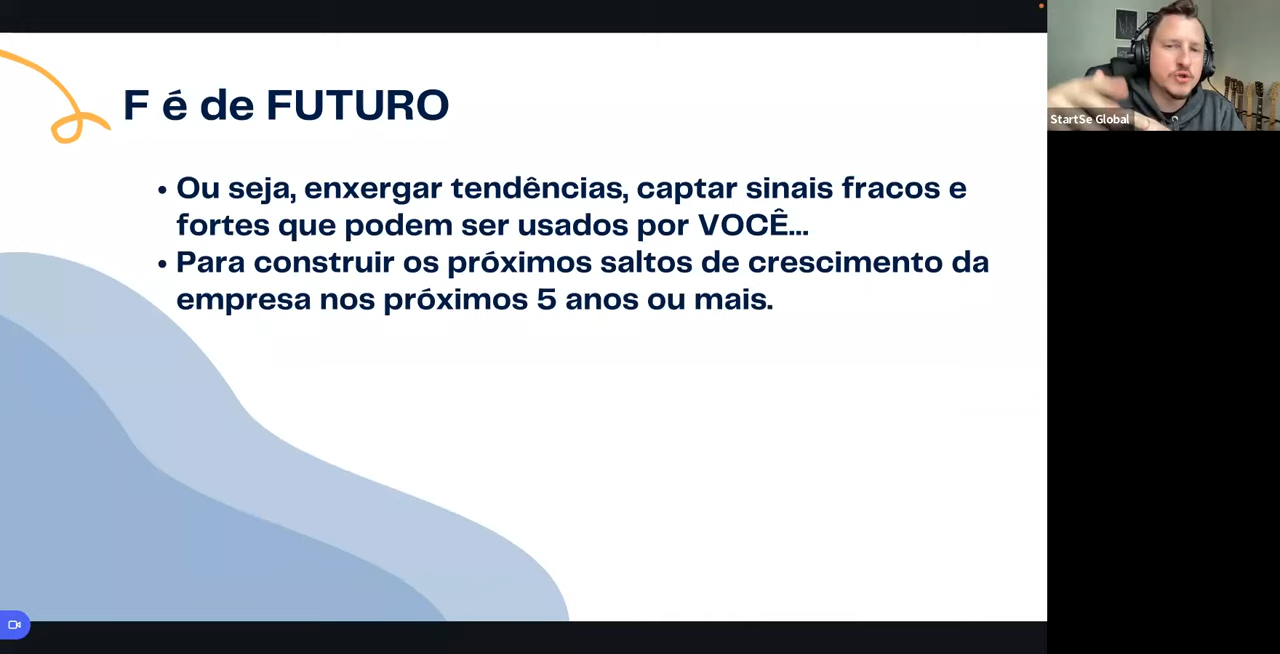 F é de FUTURO
• Ou seja, enxergar tendências, captar sinais fracos e
fortes que podem ser usados por VOCÊ...
• Para construir os próximos saltos de crescimento da
empresa nos próximos 5 anos ou mais.
StartSe Global